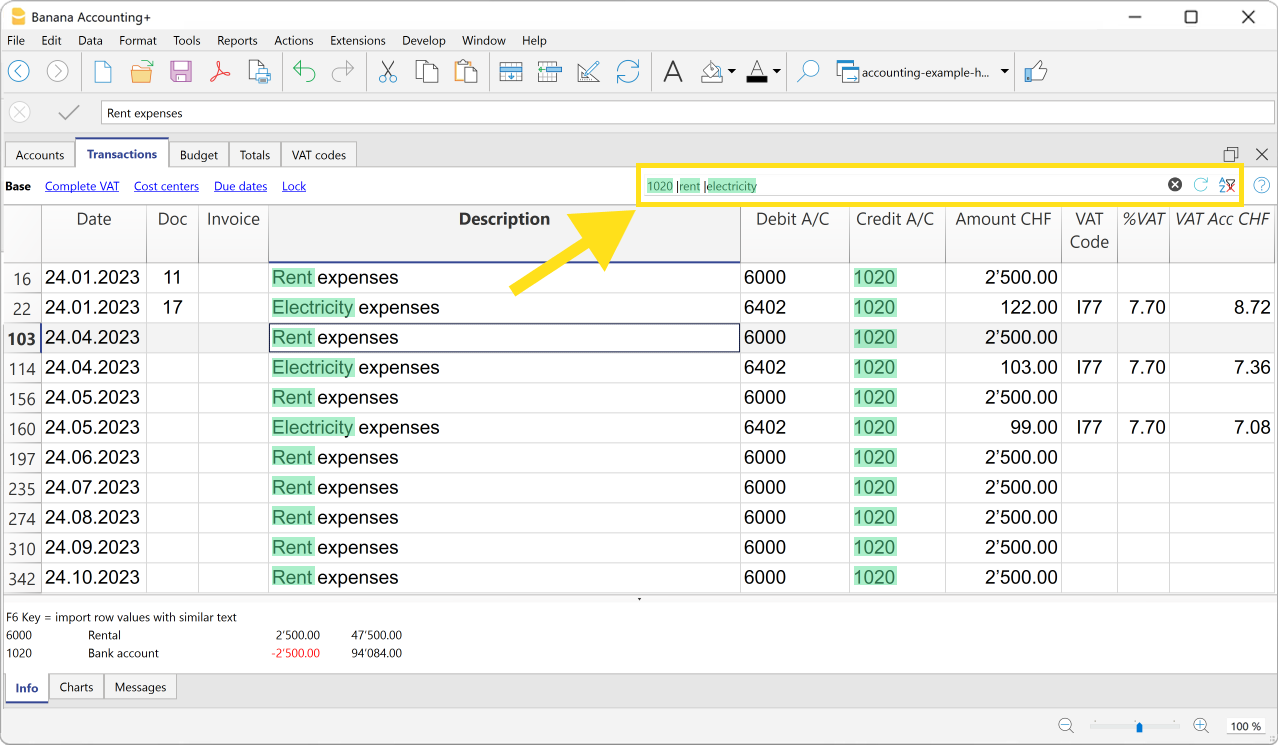 Banana Accounting+
File Edit Data Format Tools Reports Actions Extensions Develop Window Help
accounting-example-h...
Rent expenses
Accounts Transactions Budget Totals VAT codes
Base Complete VAT Cost centers Due dates Lock 1020 |rent |electricity
Date Doc Invoice Description Debit A/C Credit A/C Amount CHF VAT Code %VAT VAT Acc CHF
16 24.01.2023 11 Rent expenses 6000 1020 2’500.00
22 24.01.2023 17 Electricity expenses 6402 1020 122.00 I77 7.70 8.72
103 24.04.2023 Rent expenses 6000 1020 2’500.00
114 24.04.2023 Electricity expenses 6402 1020 103.00 I77 7.70 7.36
156 24.05.2023 Rent expenses 6000 1020 2’500.00
160 24.05.2023 Electricity expenses 6402 1020 99.00 I77 7.70 7.08
197 24.06.2023 Rent expenses 6000 1020 2’500.00
235 24.07.2023 Rent expenses 6000 1020 2’500.00
274 24.08.2023 Rent expenses 6000 1020 2’500.00
310 24.09.2023 Rent expenses 6000 1020 2’500.00
342 24.10.2023 Rent expenses 6000 1020 2’500.00
F6 Key = import row values with similar text
6000 Rental 2’500.00 47’500.00
1020 Bank account -2’500.00 94’084.00
Info Charts Messages
100 %